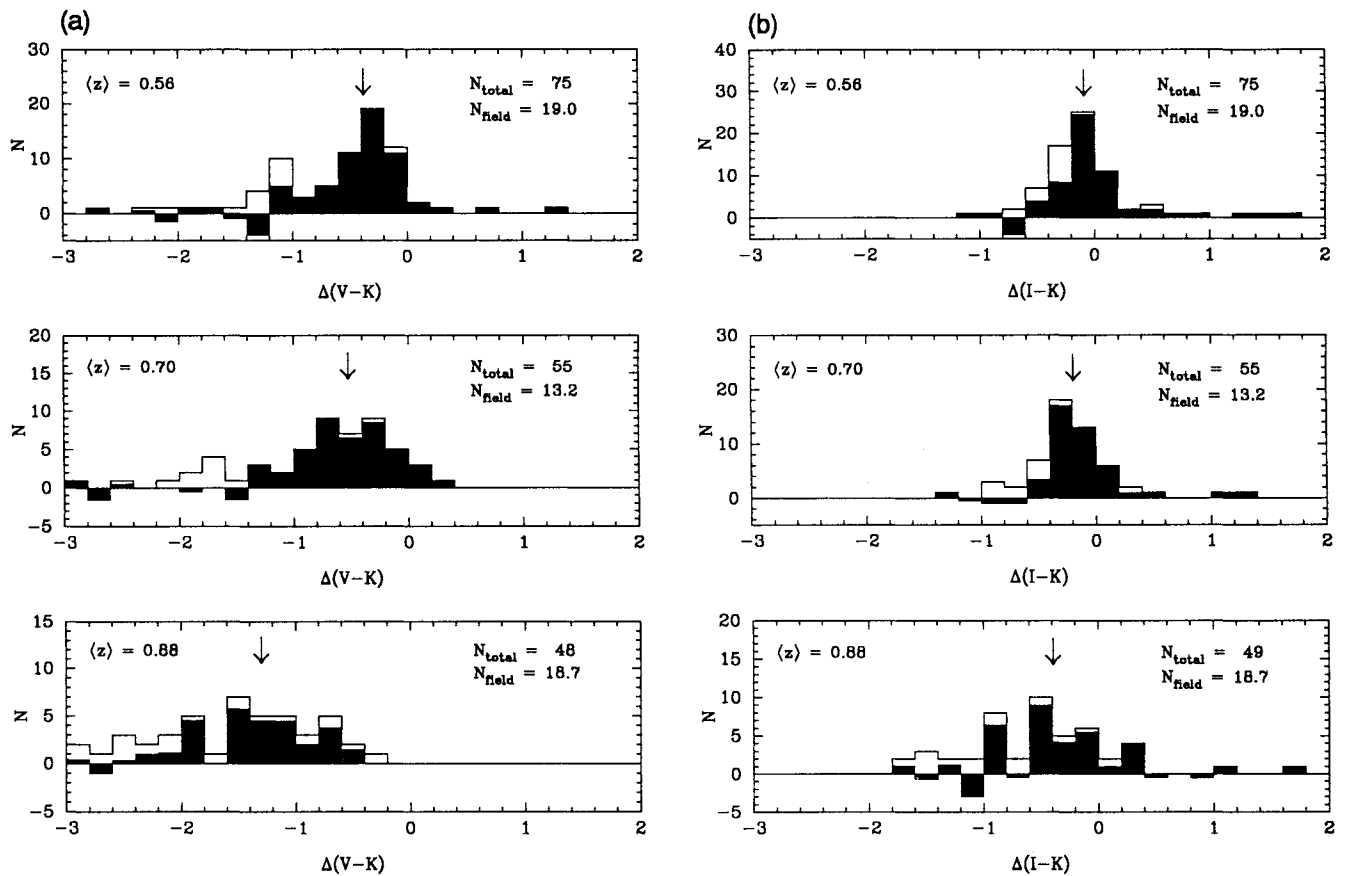 (a)
30
20
10
0
N
⟨z⟩ = 0.56
N_total = 75
N_field = 19.0
−3 −2 −1 0 1 2
Δ(V−K)
20
15
10
5
0
−5
N
⟨z⟩ = 0.70
N_total = 55
N_field = 13.2
−3 −2 −1 0 1 2
Δ(V−K)
15
10
5
0
−5
N
⟨z⟩ = 0.88
N_total = 48
N_field = 18.7
−3 −2 −1 0 1 2
Δ(V−K)
(b)
40
30
20
10
0
N
⟨z⟩ = 0.56
N_total = 75
N_field = 19.0
−3 −2 −1 0 1 2
Δ(I−K)
30
20
10
0
N
⟨z⟩ = 0.70
N_total = 55
N_field = 13.2
−3 −2 −1 0 1 2
Δ(I−K)
20
15
10
5
0
−5
N
⟨z⟩ = 0.88
N_total = 49
N_field = 18.7
−3 −2 −1 0 1 2
Δ(I−K)